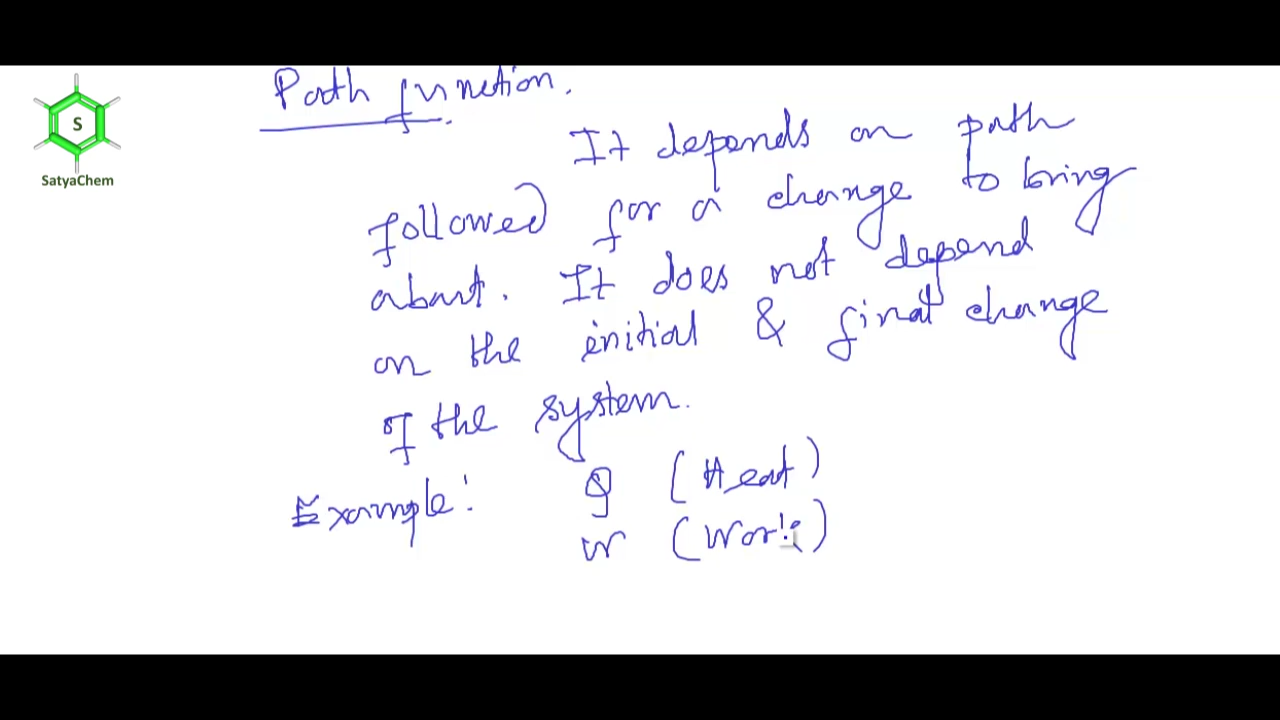 S
SatyaChem
Path function.
It depends on path
followed for a change to bring
about. It does not depend
on the initial & final change
of the system.
Example: q (Heat)
w (Work)